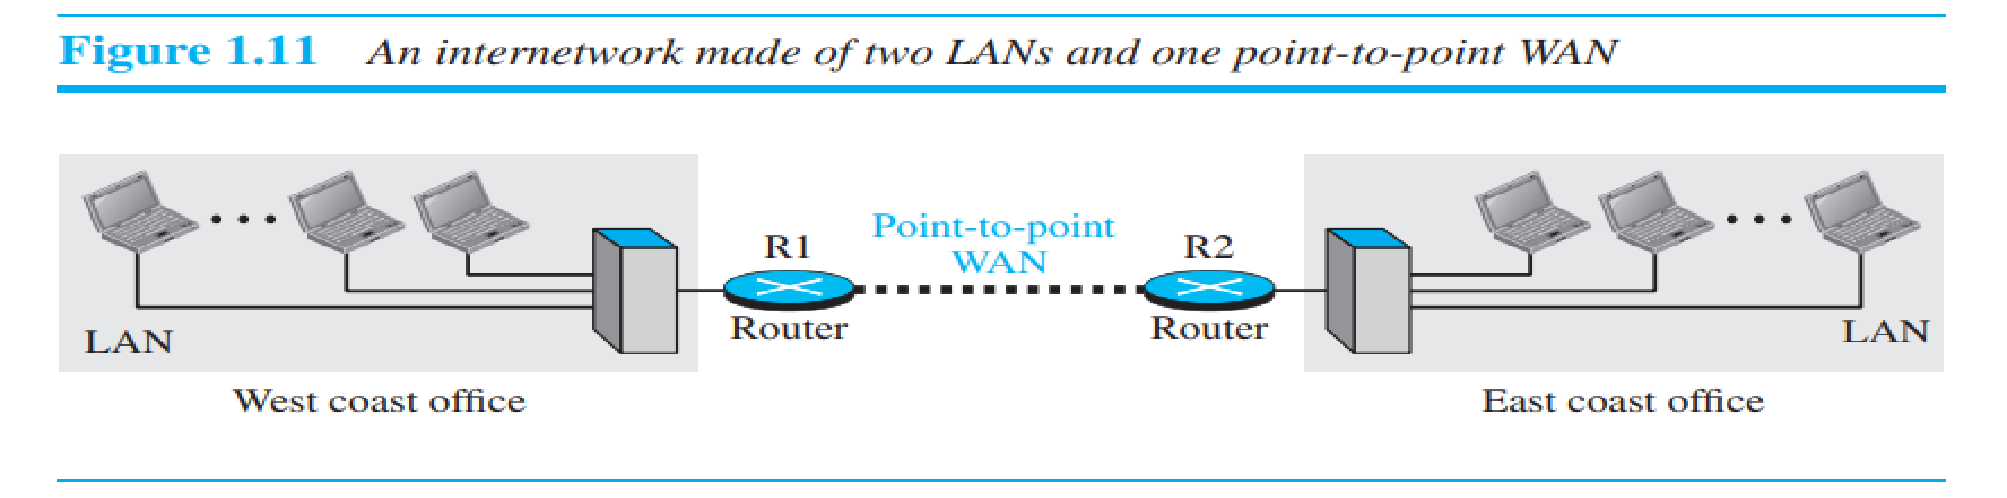 Figure 1.11 An internetwork made of two LANs and one point-to-point WAN
Point-to-point
WAN
R1
R2
Router
Router
LAN
LAN
West coast office
East coast office